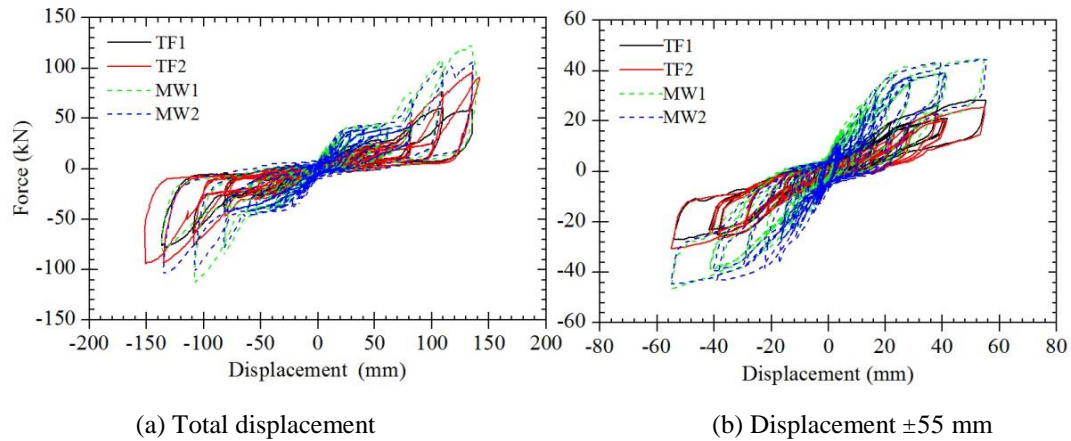 150
100
50
0
-50
-100
-150
Force (kN)
TF1
TF2
MW1
MW2
-200 -150 -100 -50 0 50 100 150 200
Displacement (mm)
(a) Total displacement
60
40
20
0
-20
-40
-60
TF1
TF2
MW1
MW2
-80 -60 -40 -20 0 20 40 60 80
Displacement (mm)
(b) Displacement ±55 mm